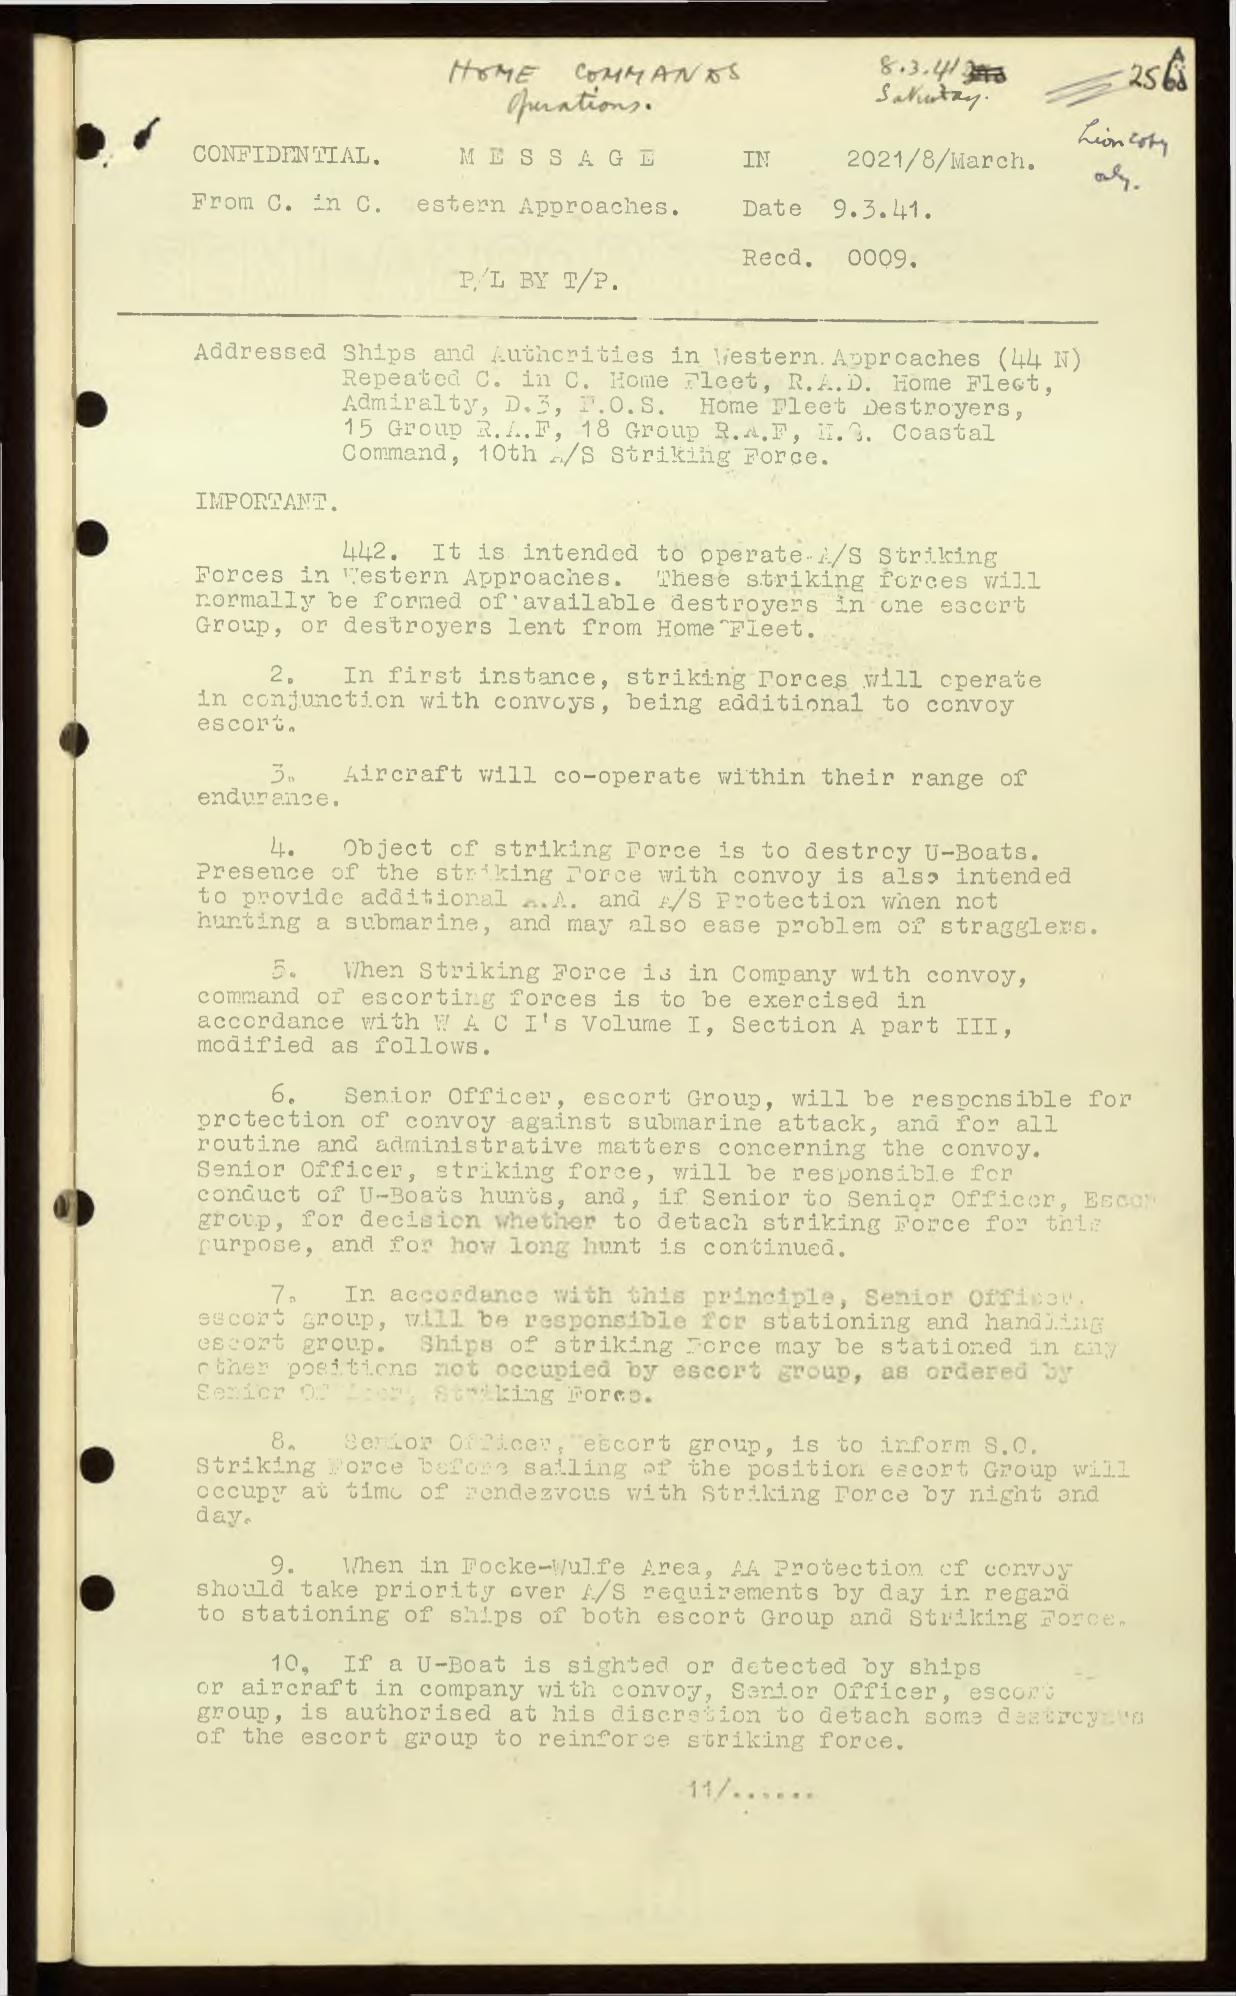 HOME COMMANDS
Operations.
8.3.41
Saturday.
256
Lion Copy
only.
CONFIDENTIAL. M E S S A G E IN 2021/8/March.
From C. in C. estern Approaches. Date 9.3.41.
Recd. 0009.
P/L BY T/P.
Addressed Ships and Authorities in Western Approaches (44 N)
Repeated C. in C. Home Fleet, R.A.D. Home Fleet,
Admiralty, D.3, F.O.S. Home Fleet Destroyers,
15 Group R.A.F, 18 Group R.A.F, H.Q. Coastal
Command, 10th A/S Striking Force.
IMPORTANT.
442. It is intended to operate A/S Striking
Forces in Western Approaches. These striking forces will
normally be formed of available destroyers in one escort
Group, or destroyers lent from Home Fleet.
2. In first instance, striking Forces will operate
in conjunction with convoys, being additional to convoy
escort.
3. Aircraft will co-operate within their range of
endurance.
4. Object of striking Force is to destroy U-Boats.
Presence of the striking Force with convoy is also intended
to provide additional A.A. and A/S Protection when not
hunting a submarine, and may also ease problem of stragglers.
5. When Striking Force is in Company with convoy,
command of escorting forces is to be exercised in
accordance with W A C I's Volume I, Section A part III,
modified as follows.
6. Senior Officer, escort Group, will be responsible for
protection of convoy against submarine attack, and for all
routine and administrative matters concerning the convoy.
Senior Officer, striking force, will be responsible for
conduct of U-Boats hunts, and, if Senior to Senior Officer, Escor
group, for decision whether to detach striking Force for this
purpose, and for how long hunt is continued.
7. In accordance with this principle, Senior Officer,
escort group, will be responsible for stationing and handling
escort group. Ships of striking Force may be stationed in any
other positions not occupied by escort group, as ordered by
Senior Officer, Striking Force.
8. Senior Officer, escort group, is to inform S.O.
Striking Force before sailing of the position escort Group will
occupy at time of rendezvous with Striking Force by night and
day.
9. When in Focke-Wulfe Area, AA Protection of convoy
should take priority over A/S requirements by day in regard
to stationing of ships of both escort Group and Striking Force.
10, If a U-Boat is sighted or detected by ships
or aircraft in company with convoy, Senior Officer, escort
group, is authorised at his discretion to detach some destroyers
of the escort group to reinforce striking force.
11/......